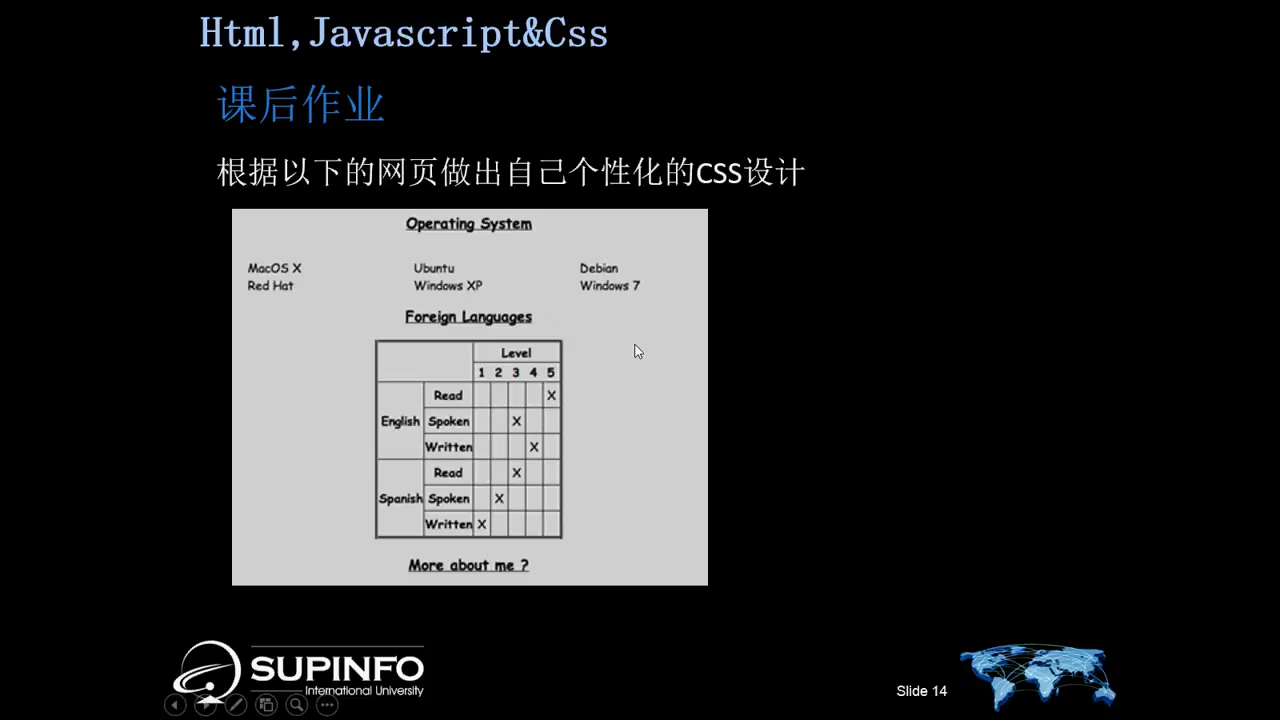 Html,Javascript&Css
课后作业
根据以下的网页做出自己个性化的CSS设计
Operating System
MacOS X Ubuntu Debian
Red Hat Windows XP Windows 7
Foreign Languages
Level
1 2 3 4 5
English Read X
Spoken X
Written X
Spanish Read X
Spoken X
Written X
More about me ?
SUPINFO
International University
Slide 14